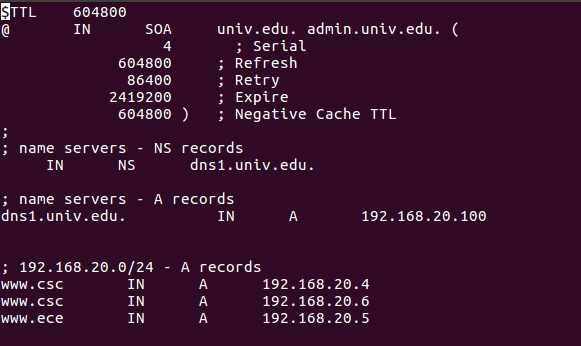 $TTL    604800
@       IN      SOA     univ.edu. admin.univ.edu. (
                  4       ; Serial
             604800     ; Refresh
              86400     ; Retry
            2419200     ; Expire
             604800 )   ; Negative Cache TTL
;
; name servers - NS records
     IN      NS      dns1.univ.edu.
; name servers - A records
dns1.univ.edu.          IN      A       192.168.20.100
; 192.168.20.0/24 - A records
www.csc       IN      A      192.168.20.4
www.csc       IN      A      192.168.20.6
www.ece       IN      A      192.168.20.5